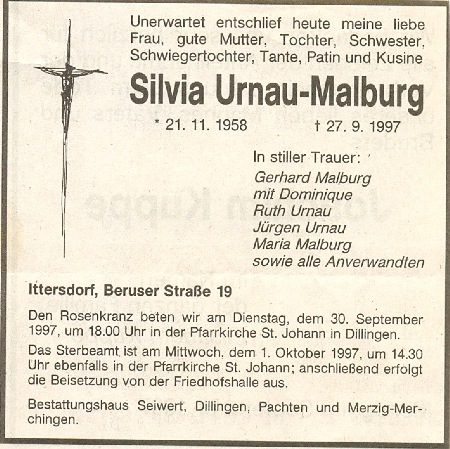 Unerwartet entschlief heute meine liebe
Frau, gute Mutter, Tochter, Schwester,
Schwiegertochter, Tante, Patin und Kusine
Silvia Urnau-Malburg
* 21. 11. 1958 † 27. 9. 1997
In stiller Trauer:
Gerhard Malburg
mit Dominique
Ruth Urnau
Jürgen Urnau
Maria Malburg
sowie alle Anverwandten
Ittersdorf, Beruser Straße 19
Den Rosenkranz beten wir am Dienstag, dem 30. September
1997, um 18.00 Uhr in der Pfarrkirche St. Johann in Dillingen.
Das Sterbeamt ist am Mittwoch, dem 1. Oktober 1997, um 14.30
Uhr ebenfalls in der Pfarrkirche St. Johann; anschließend erfolgt
die Beisetzung von der Friedhofshalle aus.
Bestattungshaus Seiwert, Dillingen, Pachten und Merzig-Mer-
chingen.